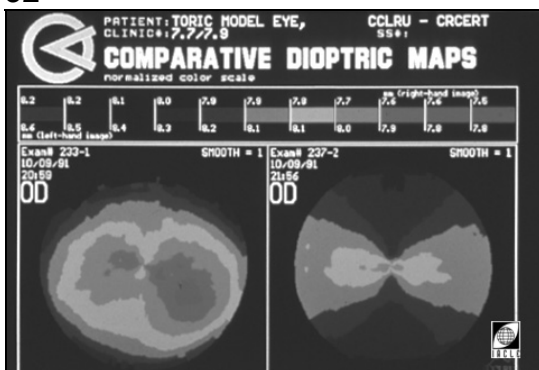 PATIENT: TORIC MODEL EYE, CCLRU - CRCERT
CLINIC#: 7.7/7.9 SS#:
COMPARATIVE DIOPTRIC MAPS
normalized color scale
mm (right-hand image)
8.2 8.2 8.1 8.0 7.9 7.9 7.8 7.7 7.6 7.6 7.5
8.6 8.5 8.4 8.3 8.2 8.1 8.1 8.0 7.9 7.8 7.8
mm (left-hand image)
Exam# 233-1 SMOOTH = 1
10/09/91
20:59
OD
Exam# 237-2 SMOOTH = 1
10/09/91
21:56
OD
IACLE